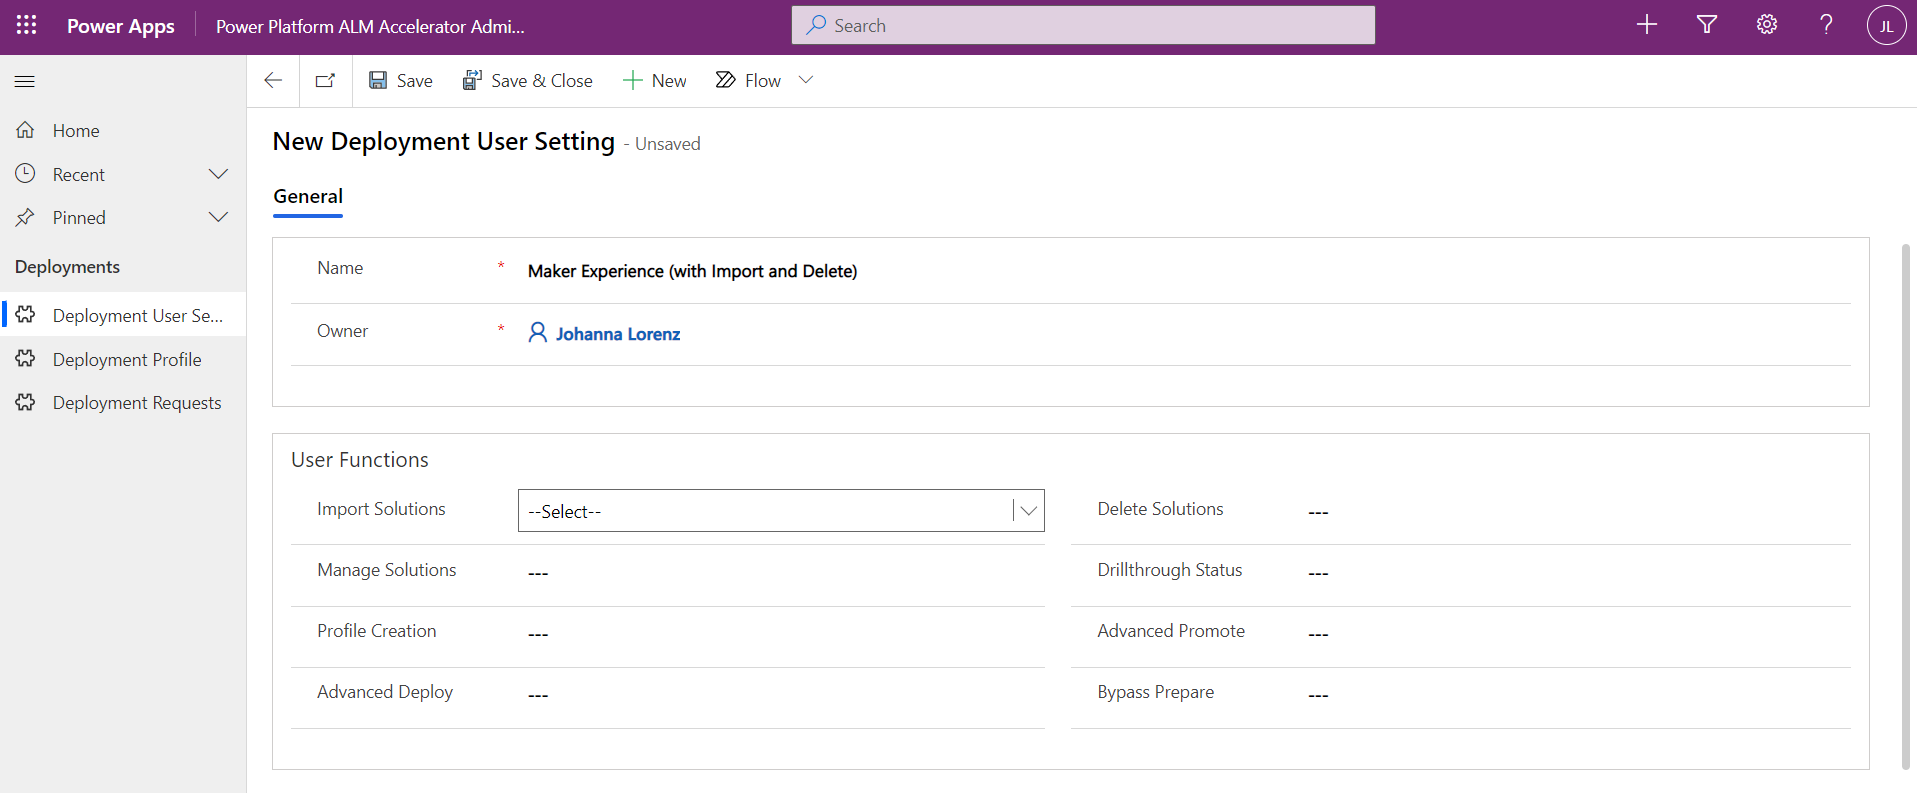 Power Apps
Power Platform ALM Accelerator Admi...
Search
JL
Save
Save & Close
New
Flow
Home
Recent
Pinned
Deployments
Deployment User Se...
Deployment Profile
Deployment Requests
New Deployment User Setting - Unsaved
General
Name * Maker Experience (with Import and Delete)
Owner * Johanna Lorenz
User Functions
Import Solutions --Select--
Delete Solutions ---
Manage Solutions ---
Drillthrough Status ---
Profile Creation ---
Advanced Promote ---
Advanced Deploy ---
Bypass Prepare ---